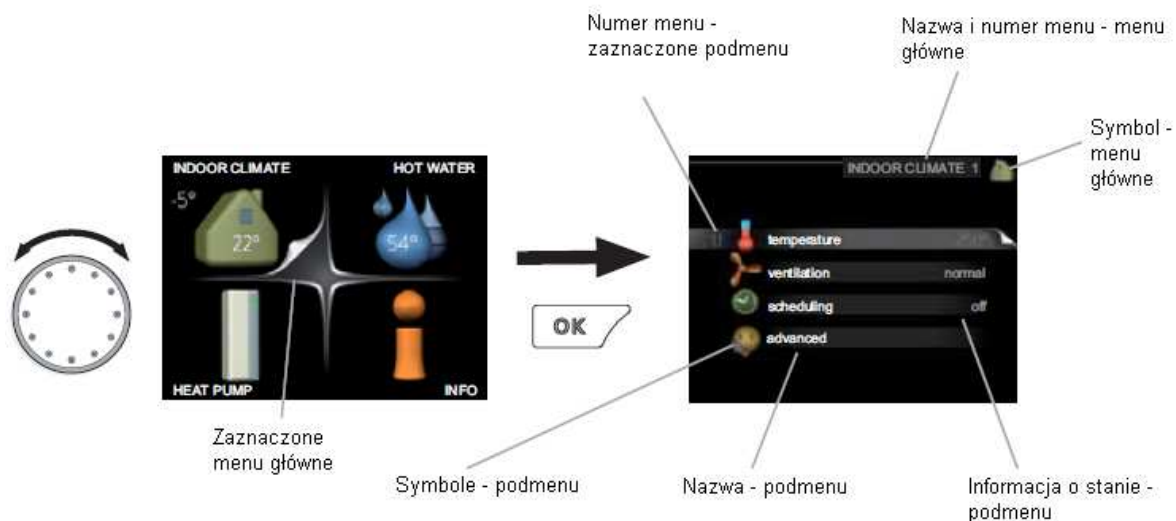 Numer menu -
zaznaczone podmenu
Nazwa i numer menu - menu
główne
Symbol -
menu
główne
INDOOR CLIMATE
HOT WATER
-5°
22°
54°
HEAT PUMP
INFO
OK
INDOOR CLIMATE 1
temperature
ventilation
normal
scheduling
off
advanced
Zaznaczone
menu główne
Symbole - podmenu
Nazwa - podmenu
Informacja o stanie -
podmenu